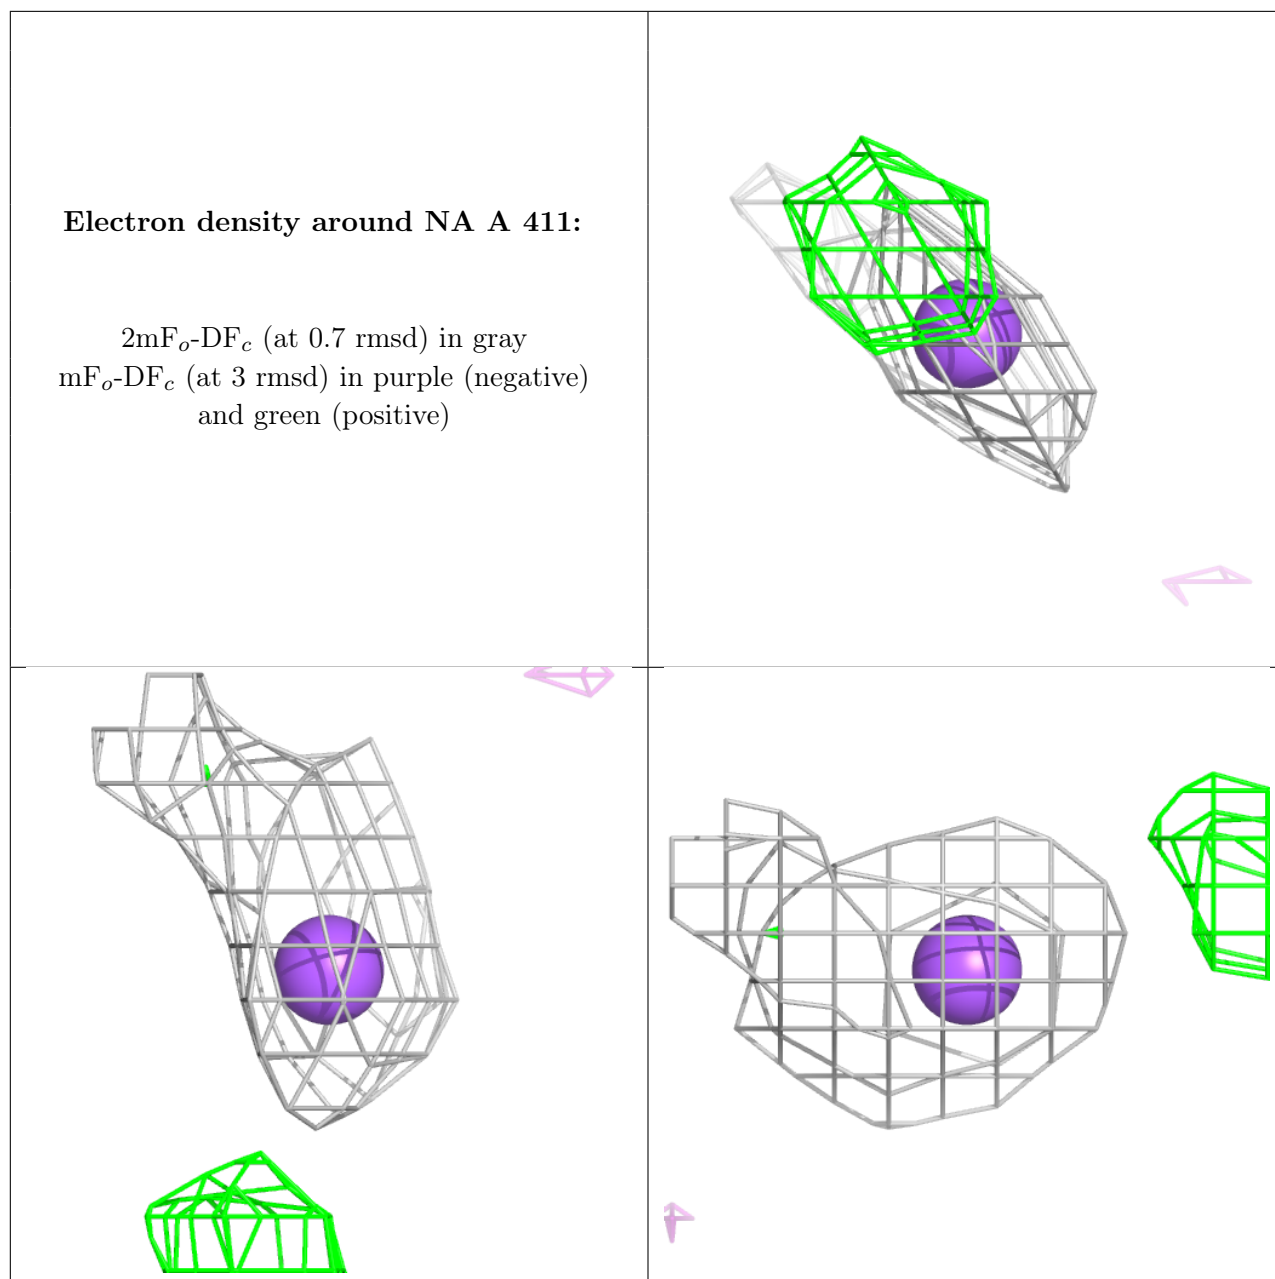 Electron density around NA A 411:
2mFo-DFc (at 0.7 rmsd) in gray
mFo-DFc (at 3 rmsd) in purple (negative)
and green (positive)